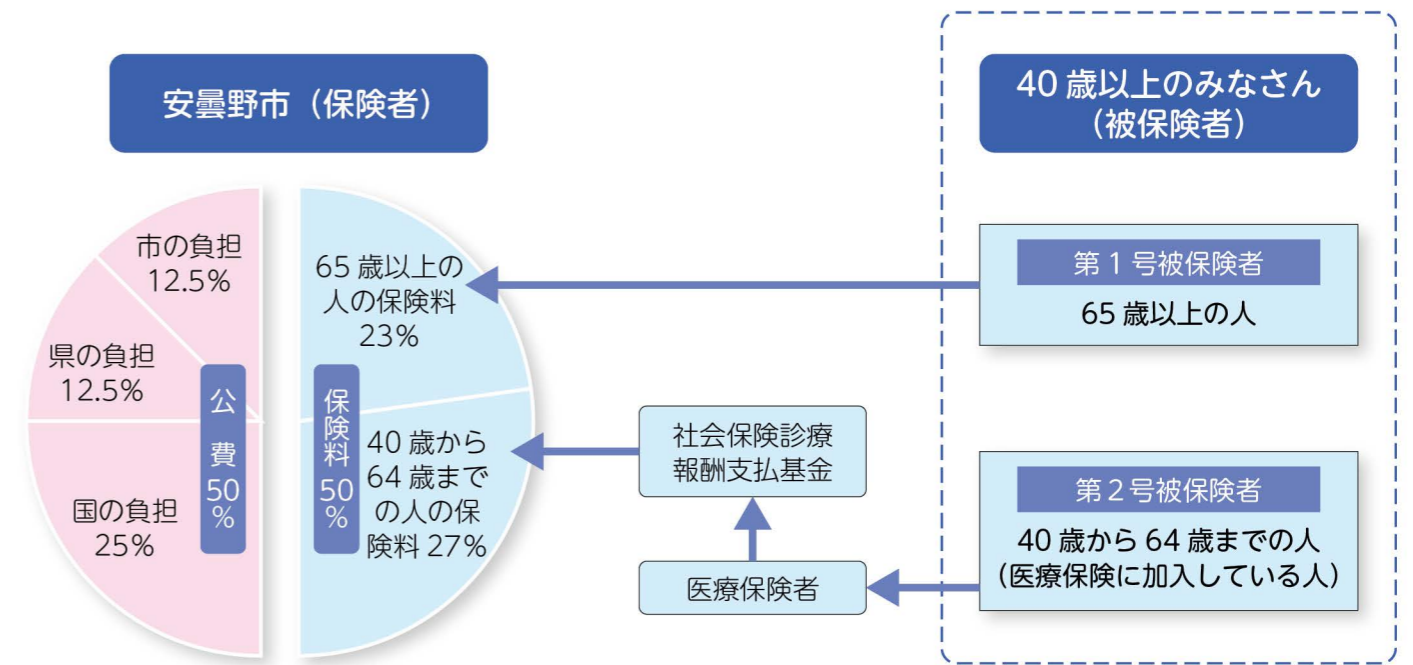 安曇野市（保険者）
40 歳以上のみなさん
（被保険者）
市の負担
12.5%
県の負担
12.5%
国の負担
25%
公費 50%
保険料 50%
65 歳以上の
人の保険料
23%
40 歳から
64 歳まで
の人の保
険料 27%
社会保険診療
報酬支払基金
医療保険者
第 1 号被保険者
65 歳以上の人
第 2 号被保険者
40 歳から 64 歳までの人
（医療保険に加入している人）